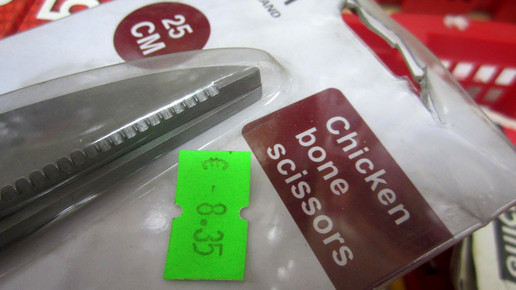 25
CM
Chicken
bone
scissors
€-8.35